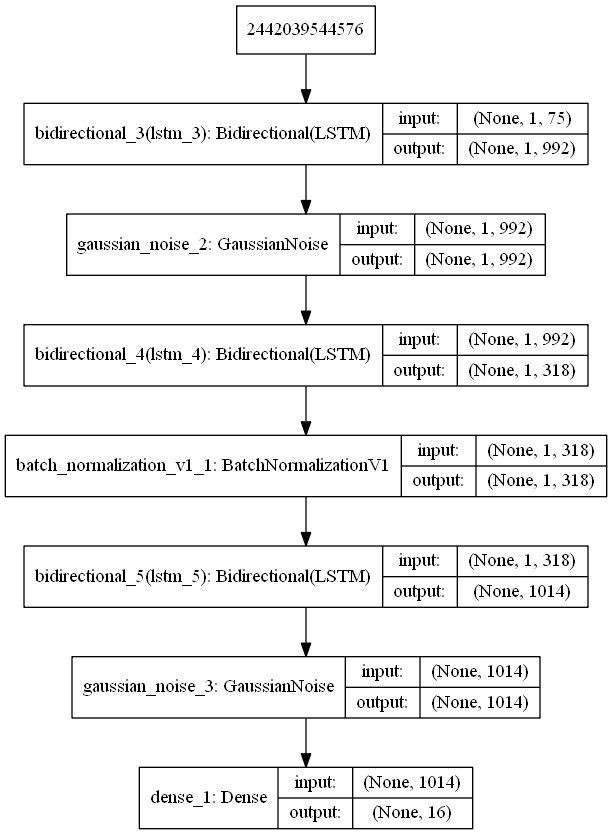 2442039544576
bidirectional_3(lstm_3): Bidirectional(LSTM)
input: (None, 1, 75)
output: (None, 1, 992)
gaussian_noise_2: GaussianNoise
input: (None, 1, 992)
output: (None, 1, 992)
bidirectional_4(lstm_4): Bidirectional(LSTM)
input: (None, 1, 992)
output: (None, 1, 318)
batch_normalization_v1_1: BatchNormalizationV1
input: (None, 1, 318)
output: (None, 1, 318)
bidirectional_5(lstm_5): Bidirectional(LSTM)
input: (None, 1, 318)
output: (None, 1014)
gaussian_noise_3: GaussianNoise
input: (None, 1014)
output: (None, 1014)
dense_1: Dense
input: (None, 1014)
output: (None, 16)